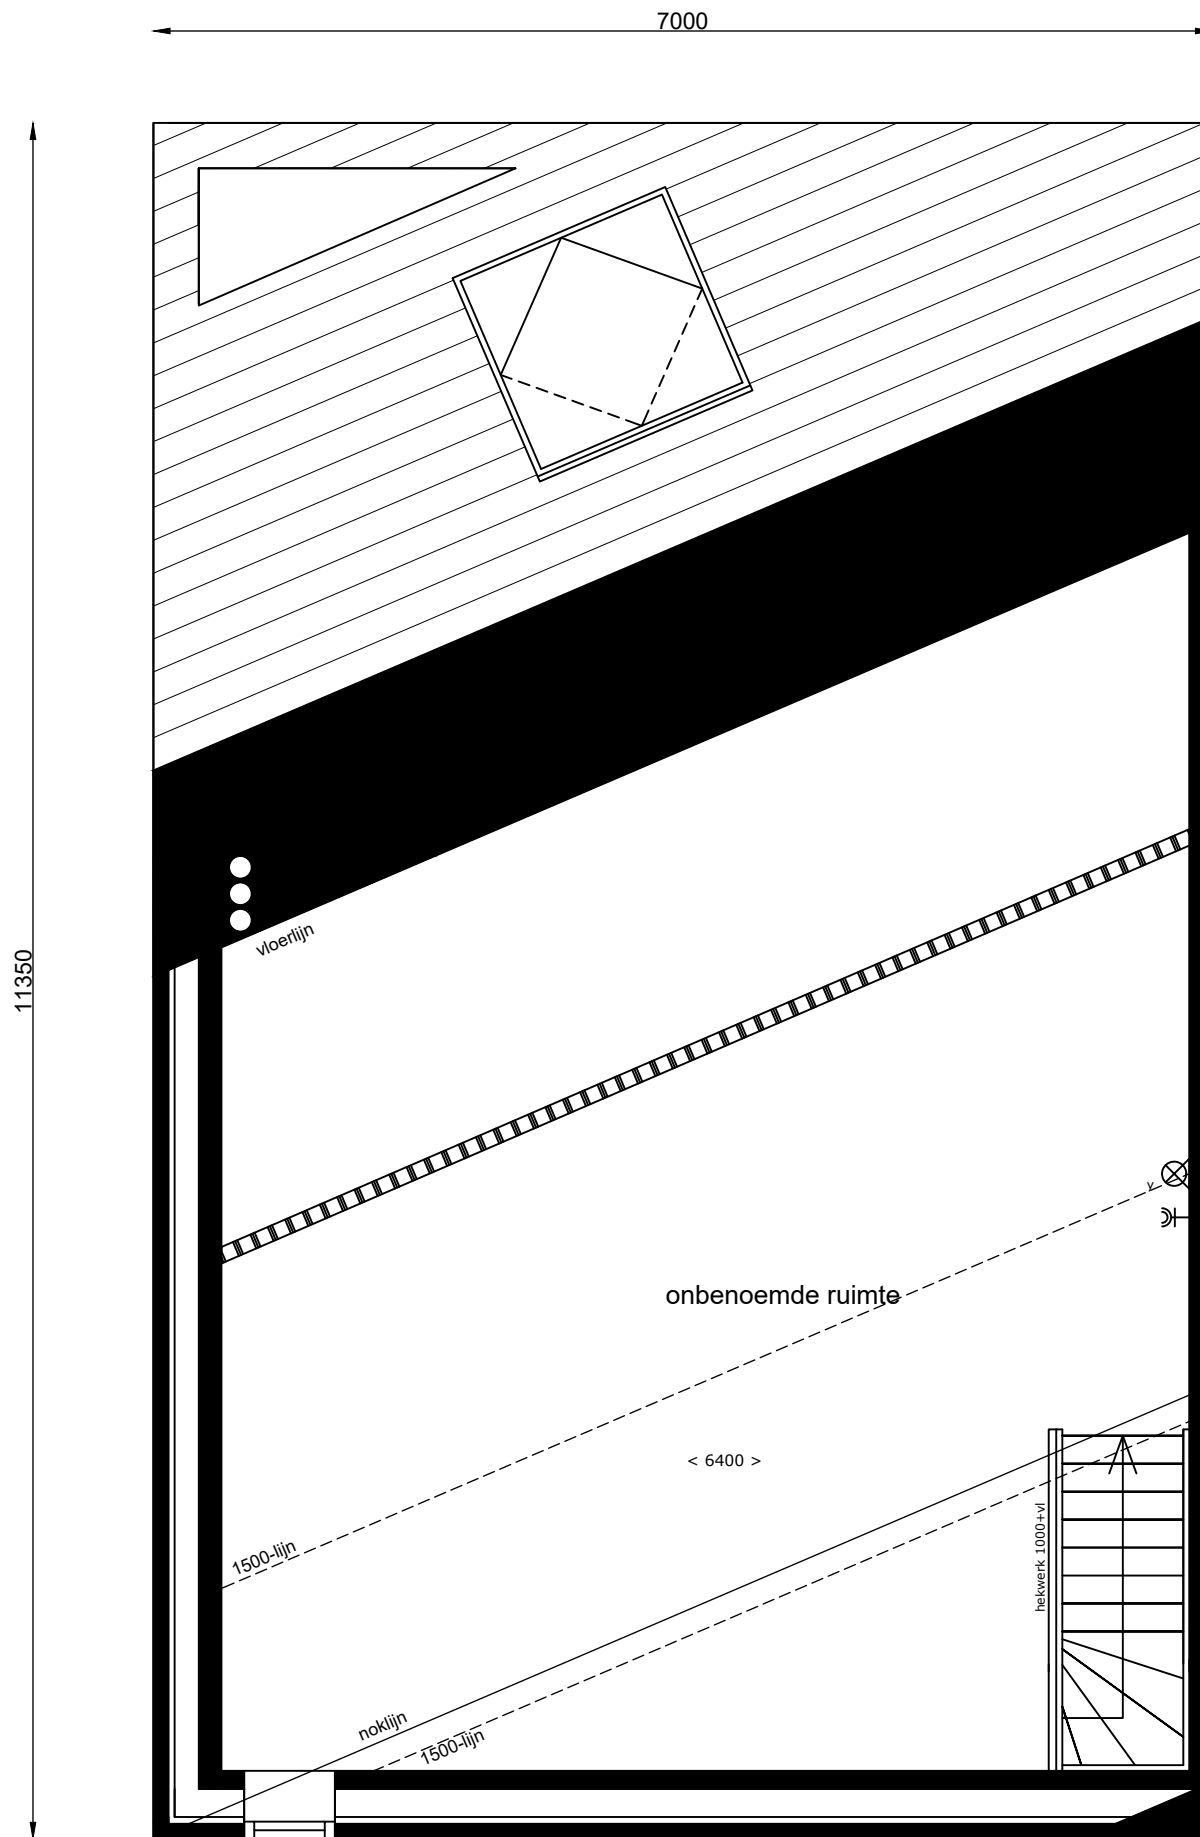 7000
11350
vloerlijn
v
onbenoemde ruimte
< 6400 >
hekwerk 1000+vl
1500-lijn
noklijn
1500-lijn